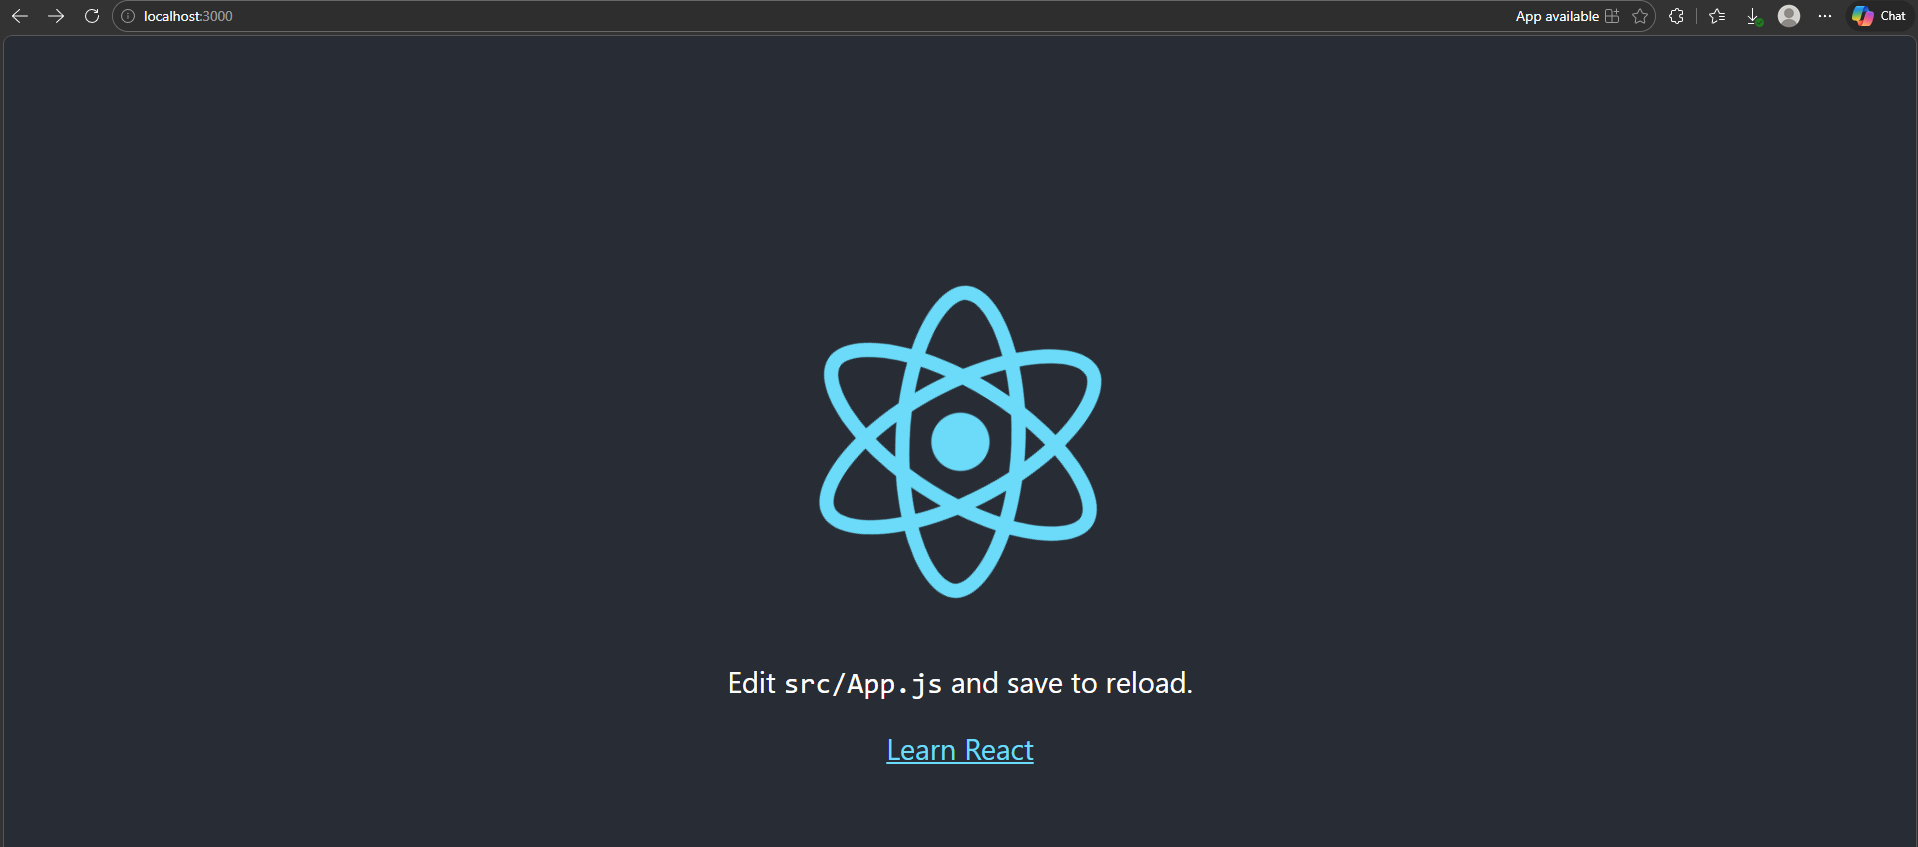 localhost:3000
App available
Chat
Edit src/App.js and save to reload.
Learn React